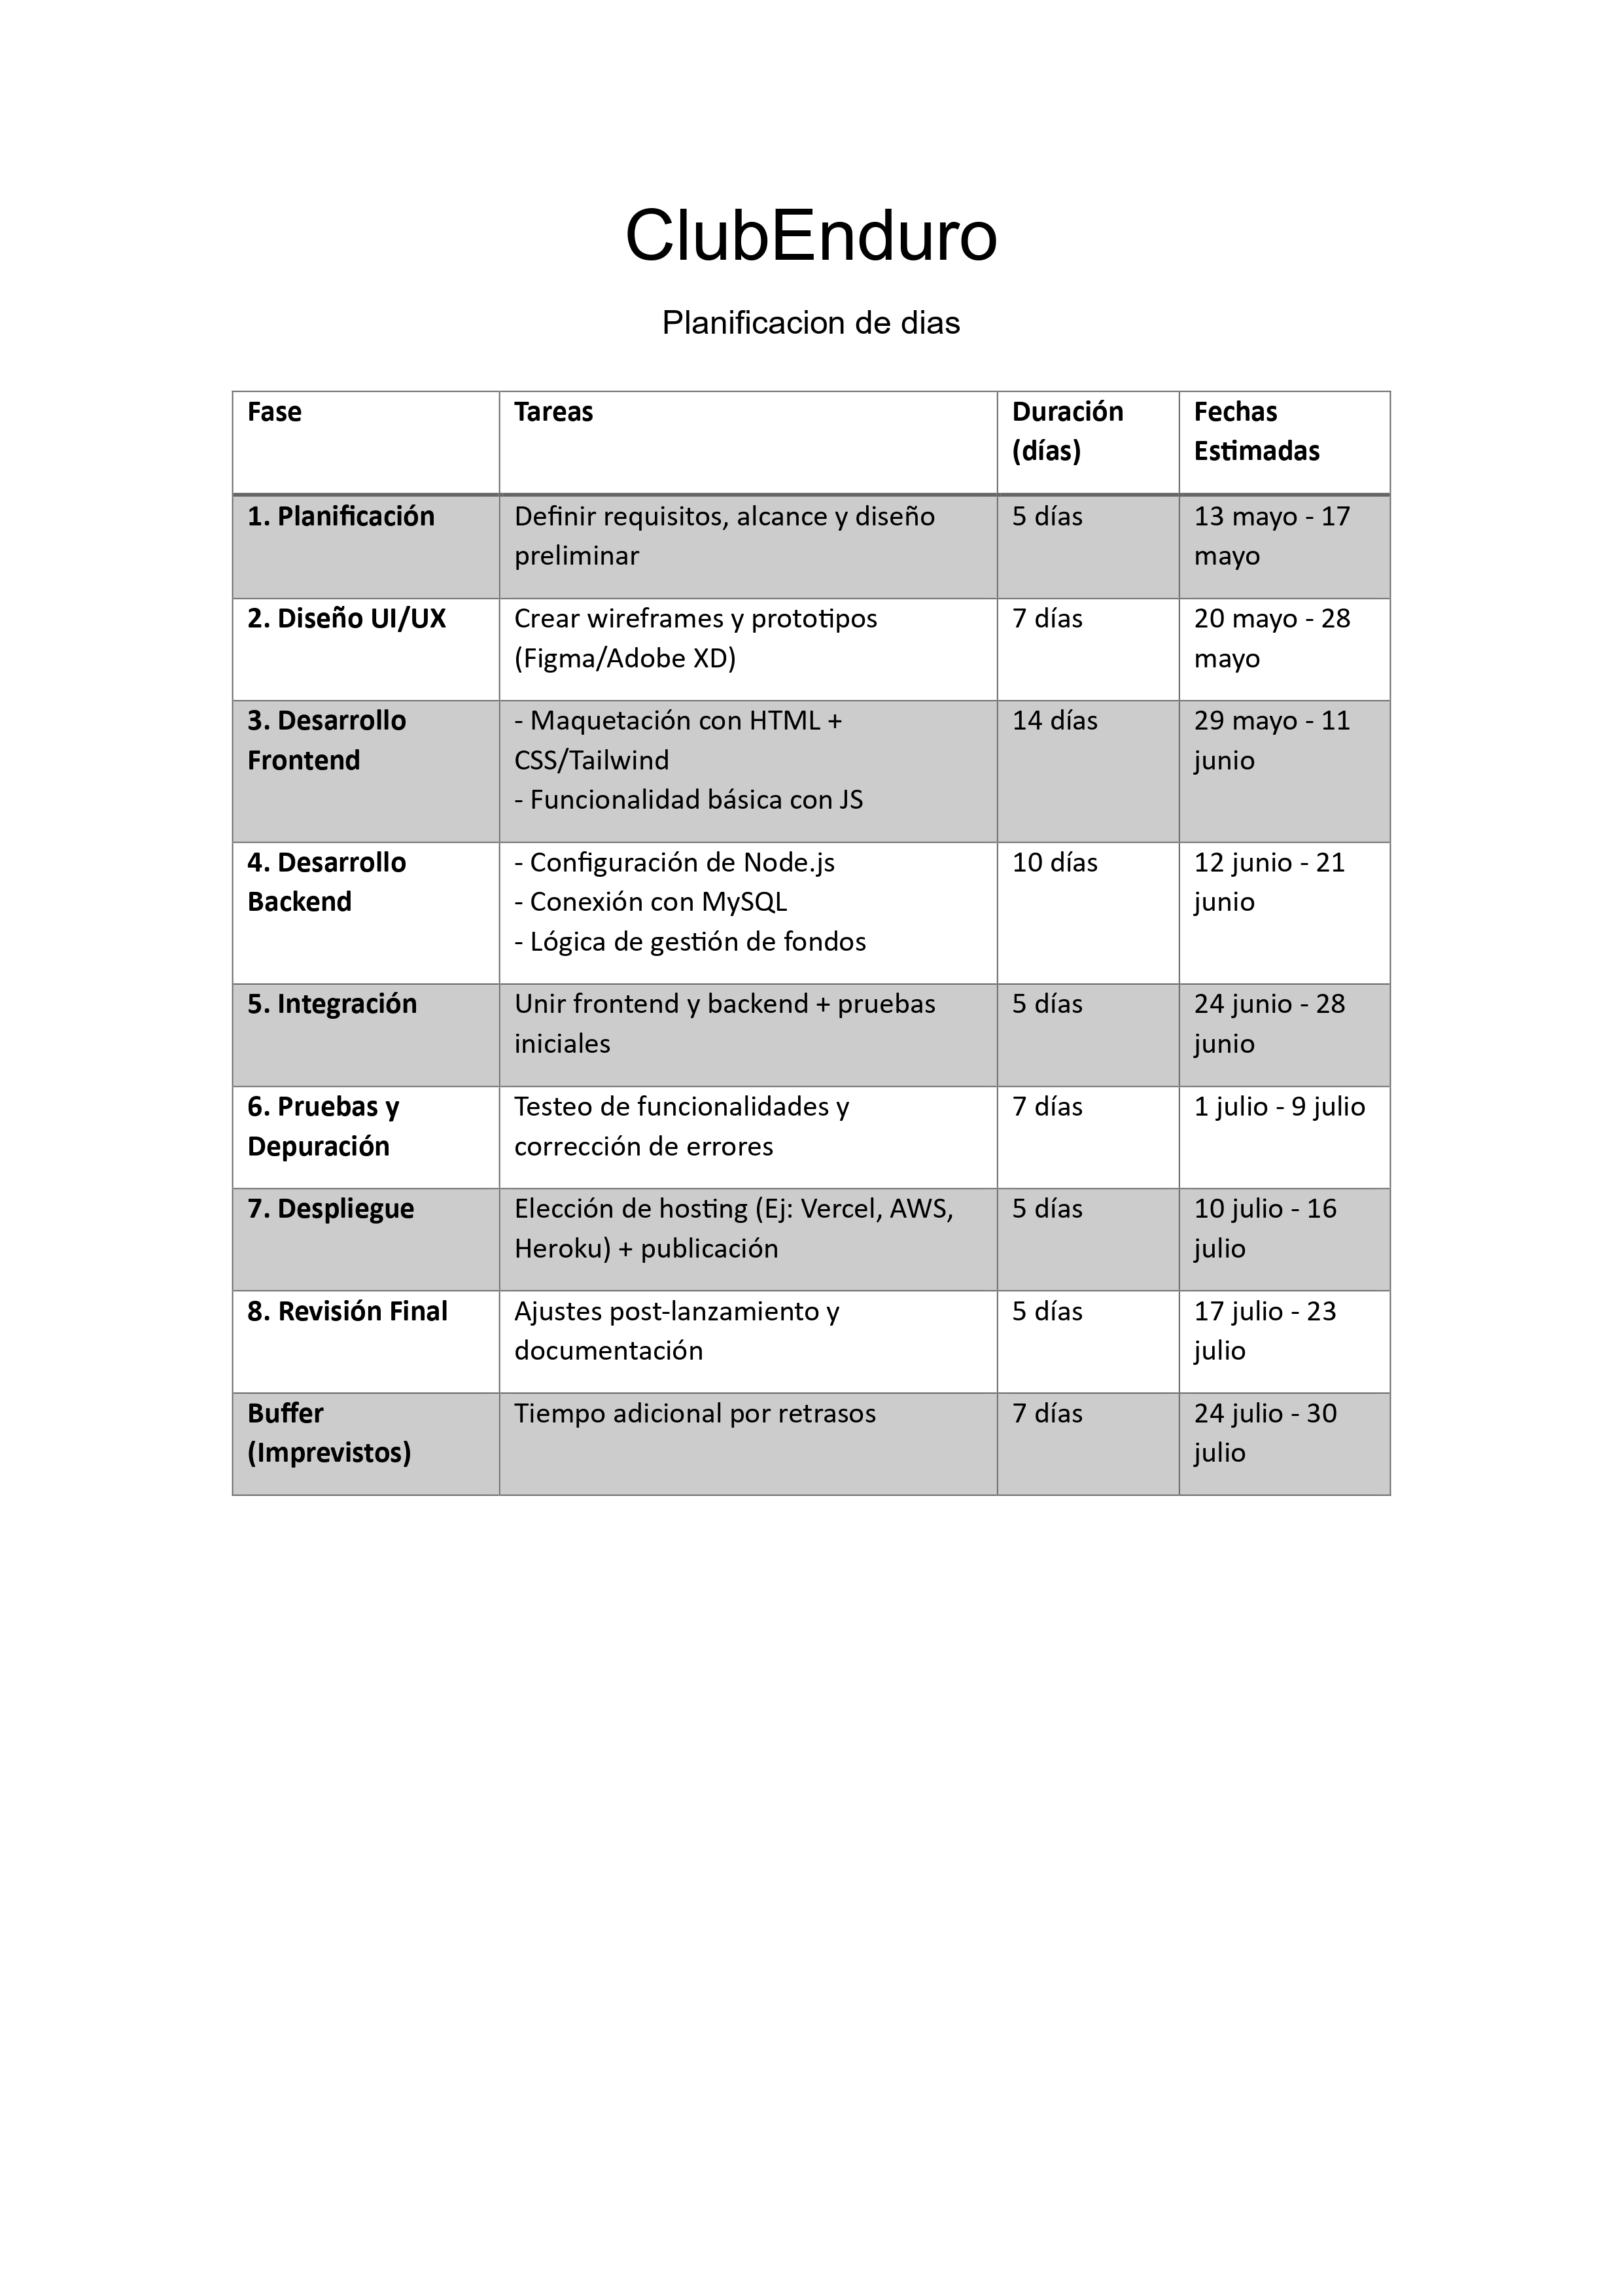 ClubEnduro
Planificacion de dias
Fase
Tareas
Duración
(días)
Fechas
Estimadas
1. Planificación
Definir requisitos, alcance y diseño
preliminar
5 días
13 mayo - 17
mayo
2. Diseño UI/UX
Crear wireframes y prototipos
(Figma/Adobe XD)
7 días
20 mayo - 28
mayo
3. Desarrollo
Frontend
- Maquetación con HTML +
CSS/Tailwind
- Funcionalidad básica con JS
14 días
29 mayo - 11
junio
4. Desarrollo
Backend
- Configuración de Node.js
- Conexión con MySQL
- Lógica de gestión de fondos
10 días
12 junio - 21
junio
5. Integración
Unir frontend y backend + pruebas
iniciales
5 días
24 junio - 28
junio
6. Pruebas y
Depuración
Testeo de funcionalidades y
corrección de errores
7 días
1 julio - 9 julio
7. Despliegue
Elección de hosting (Ej: Vercel, AWS,
Heroku) + publicación
5 días
10 julio - 16
julio
8. Revisión Final
Ajustes post-lanzamiento y
documentación
5 días
17 julio - 23
julio
Buffer
(Imprevistos)
Tiempo adicional por retrasos
7 días
24 julio - 30
julio